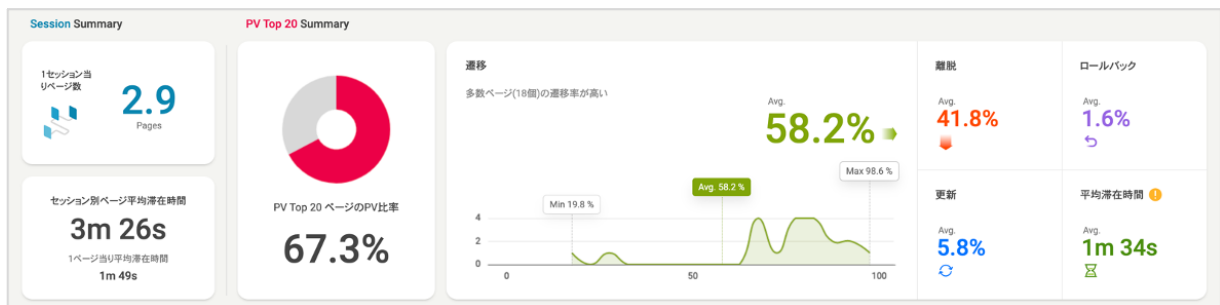 Session Summary
1セッション当
りページ数
2.9
Pages
セッション別ページ平均滞在時間
3m 26s
1ページ当り平均滞在時間
1m 49s
PV Top 20 Summary
PV Top 20 ページのPV比率
67.3%
遷移
多数ページ(18個)の遷移率が高い
Avg.
58.2%
Max 98.6 %
Avg. 58.2 %
Min 19.8 %
4
2
0
0
50
100
離脱
Avg.
41.8%
ロールバック
Avg.
1.6%
更新
Avg.
5.8%
平均滞在時間
Avg.
1m 34s